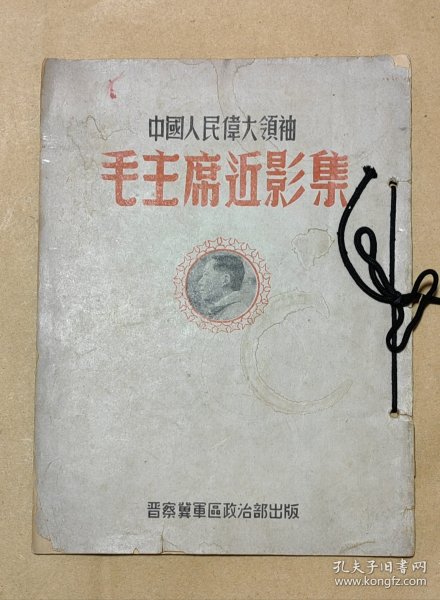 中國人民偉大領袖
毛主席近影集
晋察冀軍區政治部出版
孔夫子旧书网
www.kongfz.com